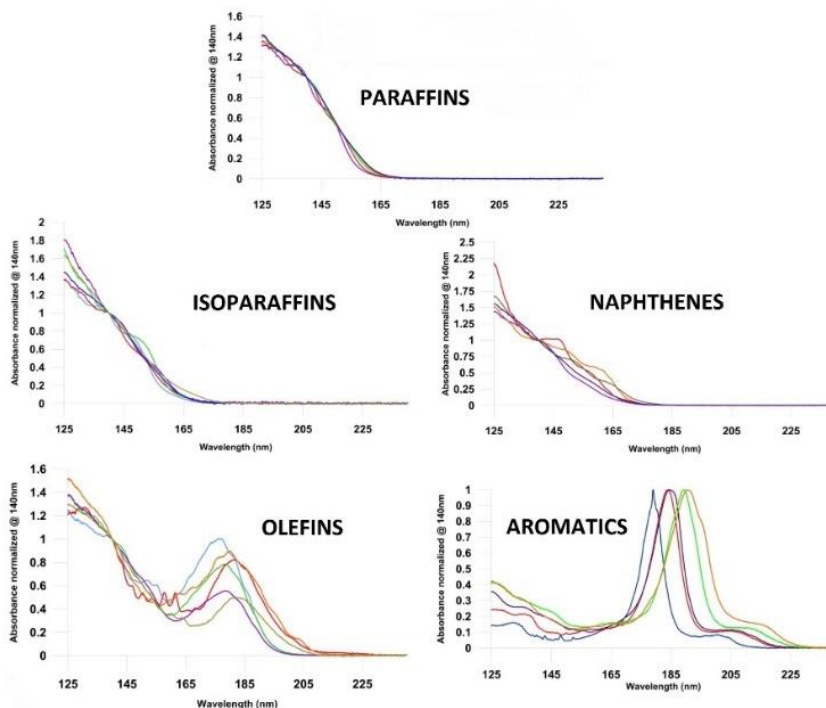 PARAFFINS
Absorbance normalized @ 140nm
1.6
1.4
1.2
1
0.8
0.6
0.4
0.2
0
125 145 165 185 205 225
Wavelength (nm)
ISOPARAFFINS
Absorbance normalized @ 140nm
2
1.8
1.6
1.4
1.2
1
0.8
0.6
0.4
0.2
0
125 145 165 185 205 225
Wavelength (nm)
NAPHTHENES
Absorbance normalized @ 140nm
2.5
2.25
2
1.75
1.5
1.25
1
0.75
0.5
0.25
0
125 145 165 185 205 225
Wavelength (nm)
OLEFINS
Absorbance normalized @ 140nm
1.6
1.4
1.2
1
0.8
0.6
0.4
0.2
0
125 145 165 185 205 225
Wavelength (nm)
AROMATICS
Absorbance normalized @ 140nm
1
0.9
0.8
0.7
0.6
0.5
0.4
0.3
0.2
0.1
0
125 145 165 185 205 225
Wavelength (nm)